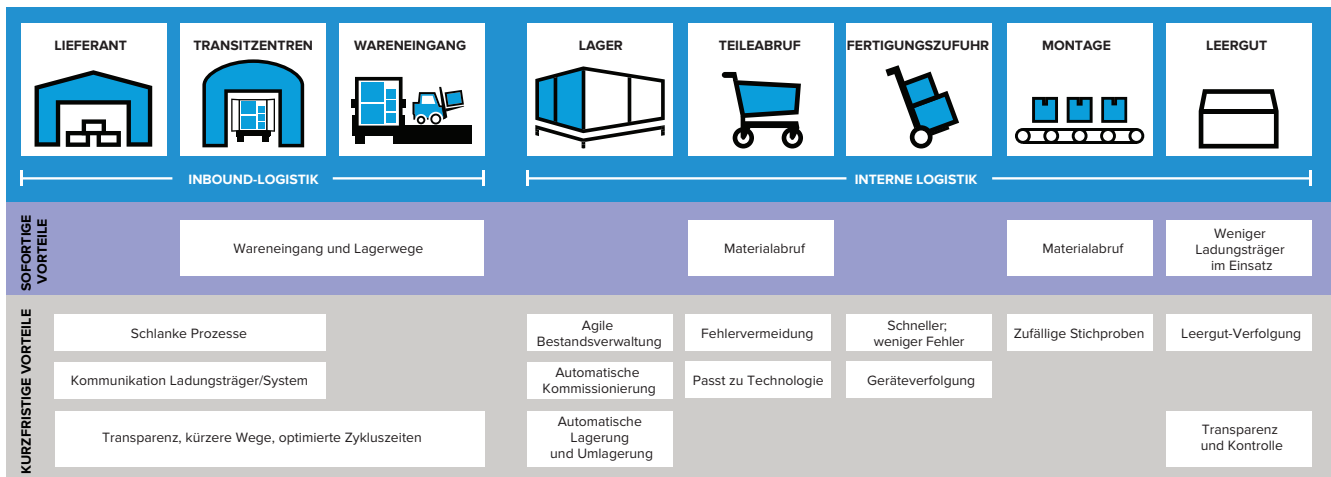 LIEFERANT
TRANSITZENTREN
WARENEINGANG
LAGER
TEILEABRUF
FERTIGUNGSZUFUHR
MONTAGE
LEERGUT
INBOUND-LOGISTIK
INTERNE LOGISTIK
SOFORTIGE
VORTEILE
Wareneingang und Lagerwege
Materialabruf
Materialabruf
Weniger
Ladungsträger
im Einsatz
KURZFRISTIGE VORTEILE
Schlanke Prozesse
Agile
Bestandsverwaltung
Fehlervermeidung
Schneller;
weniger Fehler
Zufällige Stichproben
Leergut-Verfolgung
Kommunikation Ladungsträger/System
Automatische
Kommissionierung
Passt zu Technologie
Geräteverfolgung
Transparenz, kürzere Wege, optimierte Zykluszeiten
Automatische
Lagerung
und Umlagerung
Transparenz
und Kontrolle